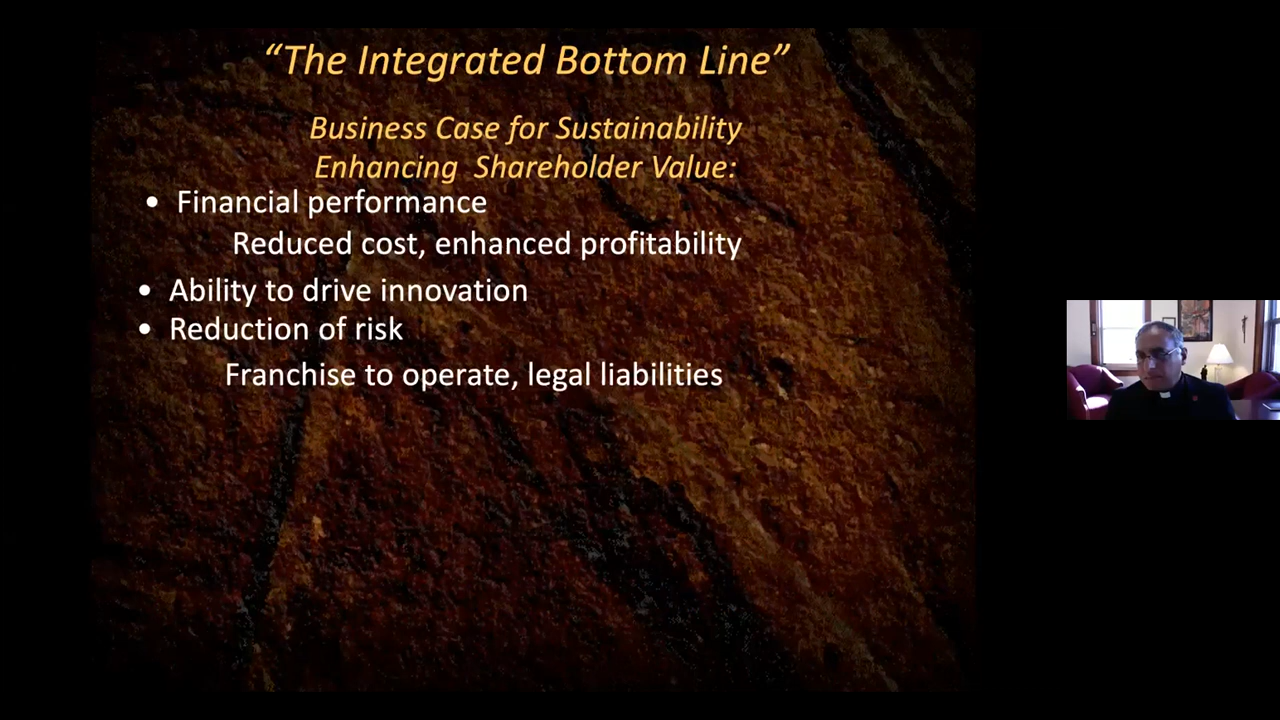 “The Integrated Bottom Line”
Business Case for Sustainability
Enhancing Shareholder Value:
• Financial performance
Reduced cost, enhanced profitability
• Ability to drive innovation
• Reduction of risk
Franchise to operate, legal liabilities